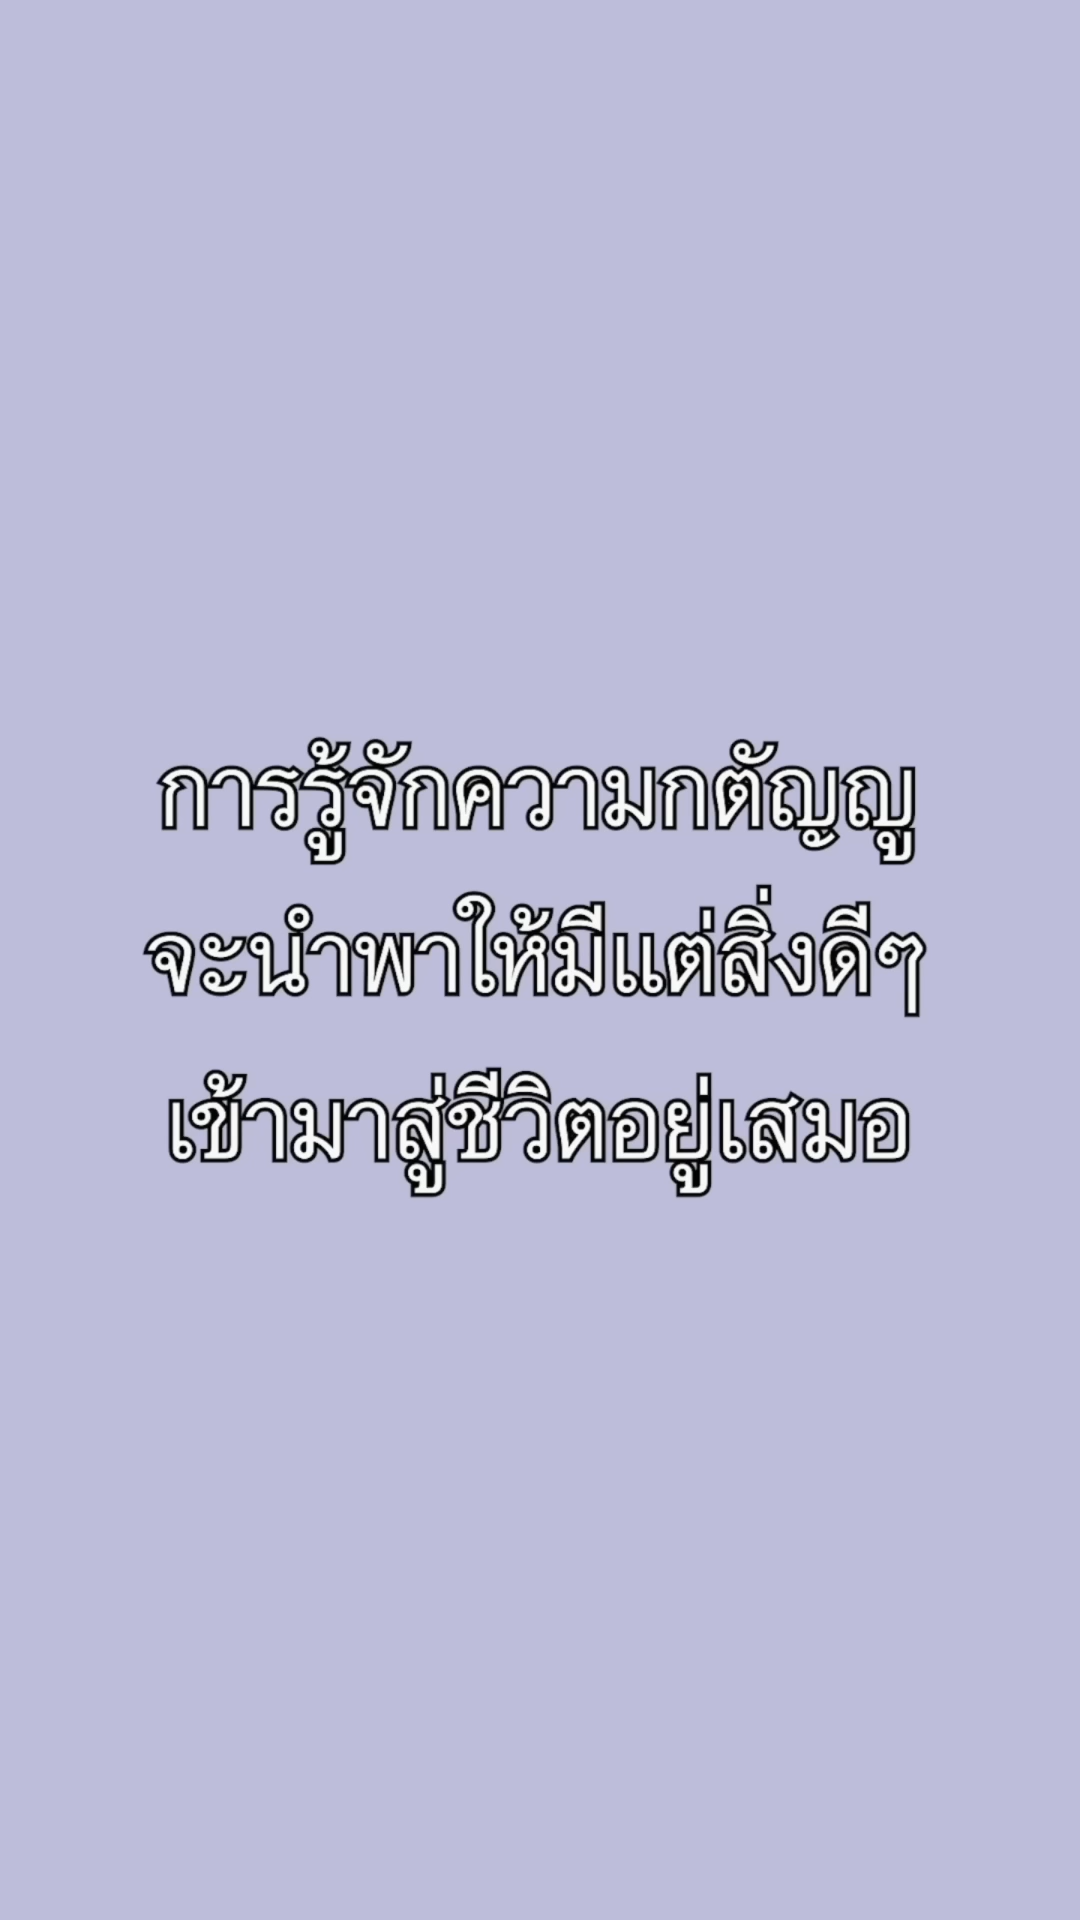 การรู้จักความกตัญญู
จะนำพาให้มีแต่สิ่งดีๆ
เข้ามาสู่ชีวิตอยู่เสมอ